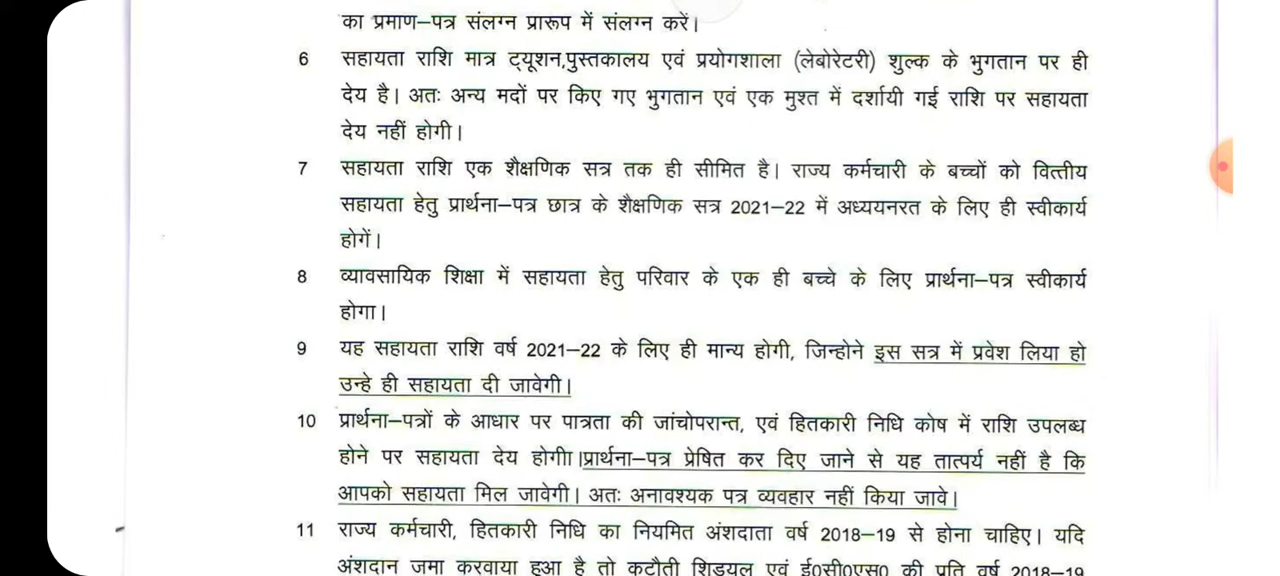 का प्रमाण–पत्र संलग्न प्रारूप में संलग्न करें।
6 सहायता राशि मात्र ट्यूशन,पुस्तकालय एवं प्रयोगशाला (लेबोरेटरी) शुल्क के भुगतान पर ही
देय है। अतः अन्य मदों पर किए गए भुगतान एवं एक मुश्त में दर्शायी गई राशि पर सहायता
देय नहीं होगी।
7 सहायता राशि एक शैक्षणिक सत्र तक ही सीमित है। राज्य कर्मचारी के बच्चों को वित्तीय
सहायता हेतु प्रार्थना–पत्र छात्र के शैक्षणिक सत्र 2021–22 में अध्ययनरत के लिए ही स्वीकार्य
होगें।
8 व्यावसायिक शिक्षा में सहायता हेतु परिवार के एक ही बच्चे के लिए प्रार्थना–पत्र स्वीकार्य
होगा।
9 यह सहायता राशि वर्ष 2021–22 के लिए ही मान्य होगी, जिन्होने इस सत्र में प्रवेश लिया हो
उन्हे ही सहायता दी जावेगी।
10 प्रार्थना–पत्रों के आधार पर पात्रता की जांचोपरान्त, एवं हितकारी निधि कोष में राशि उपलब्ध
होने पर सहायता देय होगीा।प्रार्थना–पत्र प्रेषित कर दिए जाने से यह तात्पर्य नहीं है कि
आपको सहायता मिल जावेगी। अतः अनावश्यक पत्र व्यवहार नहीं किया जावे।
11 राज्य कर्मचारी, हितकारी निधि का नियमित अंशदाता वर्ष 2018–19 से होना चाहिए। यदि
अंशदान जमा करवाया हुआ है तो कटौती शिड्यूल एवं ई0सी0एस0 की प्रति वर्ष 2018–19